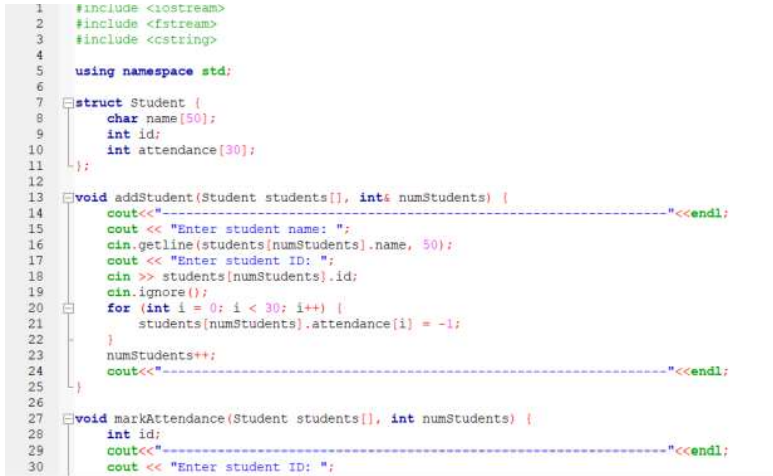 1 #include <iostream>
2 #include <fstream>
3 #include <cstring>
4
5 using namespace std;
6
7 struct Student {
8 char name[50];
9 int id;
10 int attendance[30];
11 };
12
13 void addStudent(Student students[], int& numStudents) {
14 cout<<"----------------------------------------------------------------"<<endl;
15 cout << "Enter student name: ";
16 cin.getline(students[numStudents].name, 50);
17 cout << "Enter student ID: ";
18 cin >> students[numStudents].id;
19 cin.ignore();
20 for (int i = 0; i < 30; i++) {
21 students[numStudents].attendance[i] = -1;
22 }
23 numStudents++;
24 cout<<"----------------------------------------------------------------"<<endl;
25 }
26
27 void markAttendance(Student students[], int numStudents) {
28 int id;
29 cout<<"----------------------------------------------------------------"<<endl;
30 cout << "Enter student ID: ";